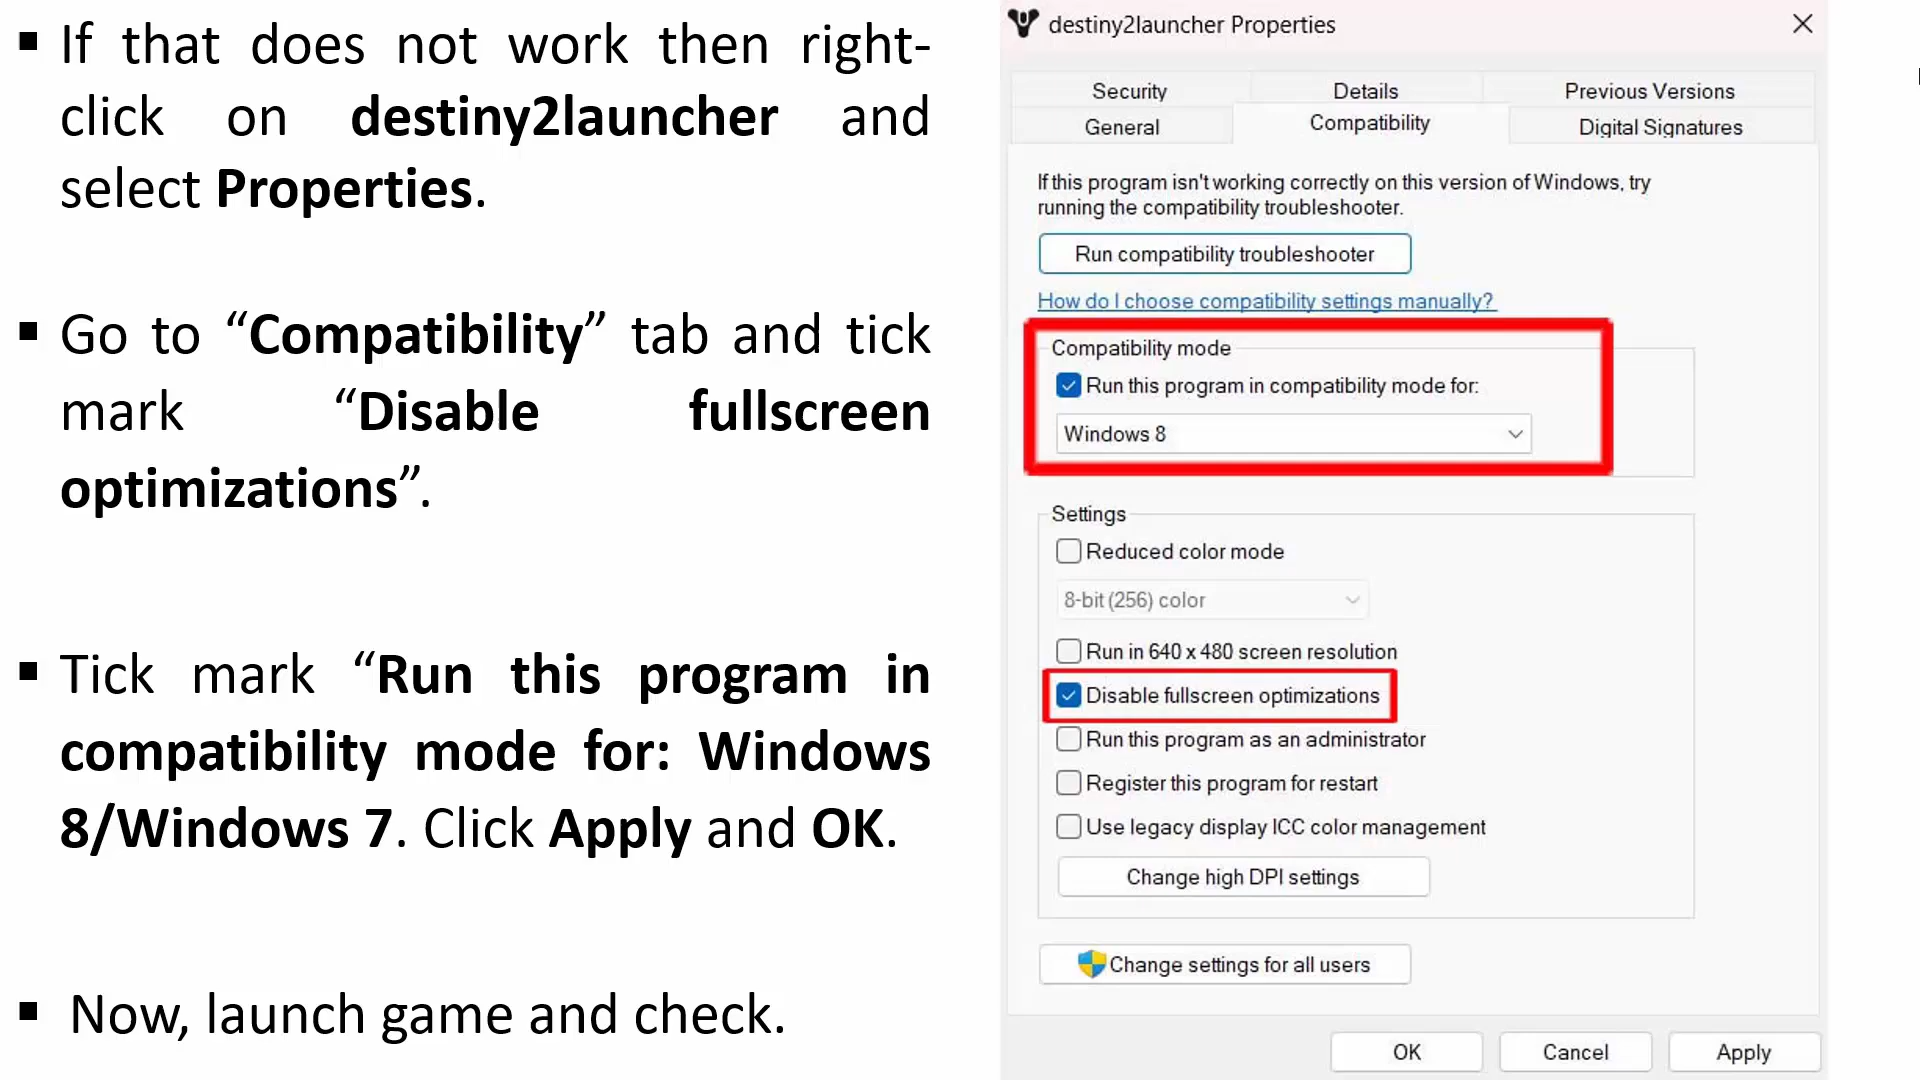 ▪ If that does not work then right-
click on destiny2launcher and
select Properties.
▪ Go to “Compatibility” tab and tick
mark “Disable fullscreen
optimizations”.
▪ Tick mark “Run this program in
compatibility mode for: Windows
8/Windows 7. Click Apply and OK.
▪ Now, launch game and check.
destiny2launcher Properties
Security Details Previous Versions
General Compatibility Digital Signatures
If this program isn't working correctly on this version of Windows, try
running the compatibility troubleshooter.
Run compatibility troubleshooter
How do I choose compatibility settings manually?
Compatibility mode
Run this program in compatibility mode for:
Windows 8
Settings
Reduced color mode
8-bit (256) color
Run in 640 x 480 screen resolution
Disable fullscreen optimizations
Run this program as an administrator
Register this program for restart
Use legacy display ICC color management
Change high DPI settings
Change settings for all users
OK Cancel Apply